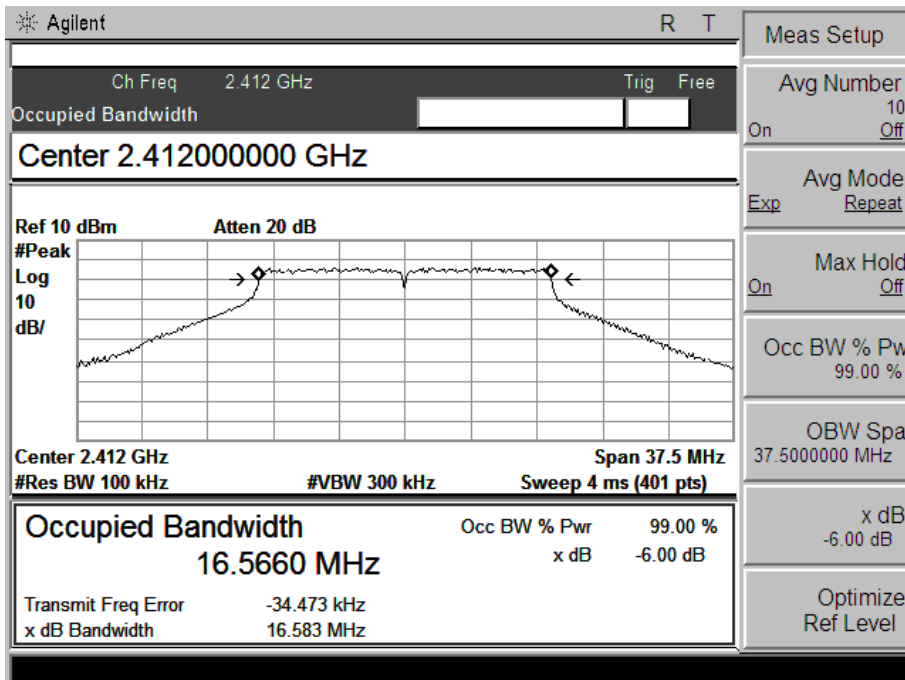 Agilent R T
Ch Freq 2.412 GHz Trig Free
Occupied Bandwidth
Center 2.412000000 GHz
Ref 10 dBm Atten 20 dB
#Peak
Log
10
dB/
Center 2.412 GHz Span 37.5 MHz
#Res BW 100 kHz #VBW 300 kHz Sweep 4 ms (401 pts)
Occupied Bandwidth
16.5660 MHz
Occ BW % Pwr 99.00 %
x dB -6.00 dB
Transmit Freq Error -34.473 kHz
x dB Bandwidth 16.583 MHz
Meas Setup
Avg Number
10
On Off
Avg Mode
Exp Repeat
Max Hold
On Off
Occ BW % Pw
99.00 %
OBW Spa
37.5000000 MHz
x dB
-6.00 dB
Optimize
Ref Level